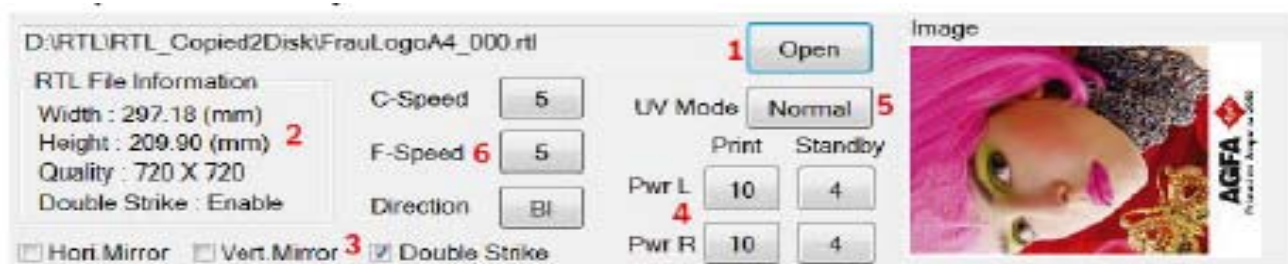 D:\RTL\RTL_Copied2Disk\FrauLogoA4_000.rtl
1 Open
RTL File Information
Width : 297.18 (mm)
Height : 209.90 (mm) 2
Quality : 720 X 720
Double Strike : Enable
C-Speed 5
F-Speed 6 5
Direction BI
Hori.Mirror Vert.Mirror 3 Double Strike
UV Mode Normal 5
Print Standby
Pwr L 10 4
4
Pwr R 10 4
Image
AGFA